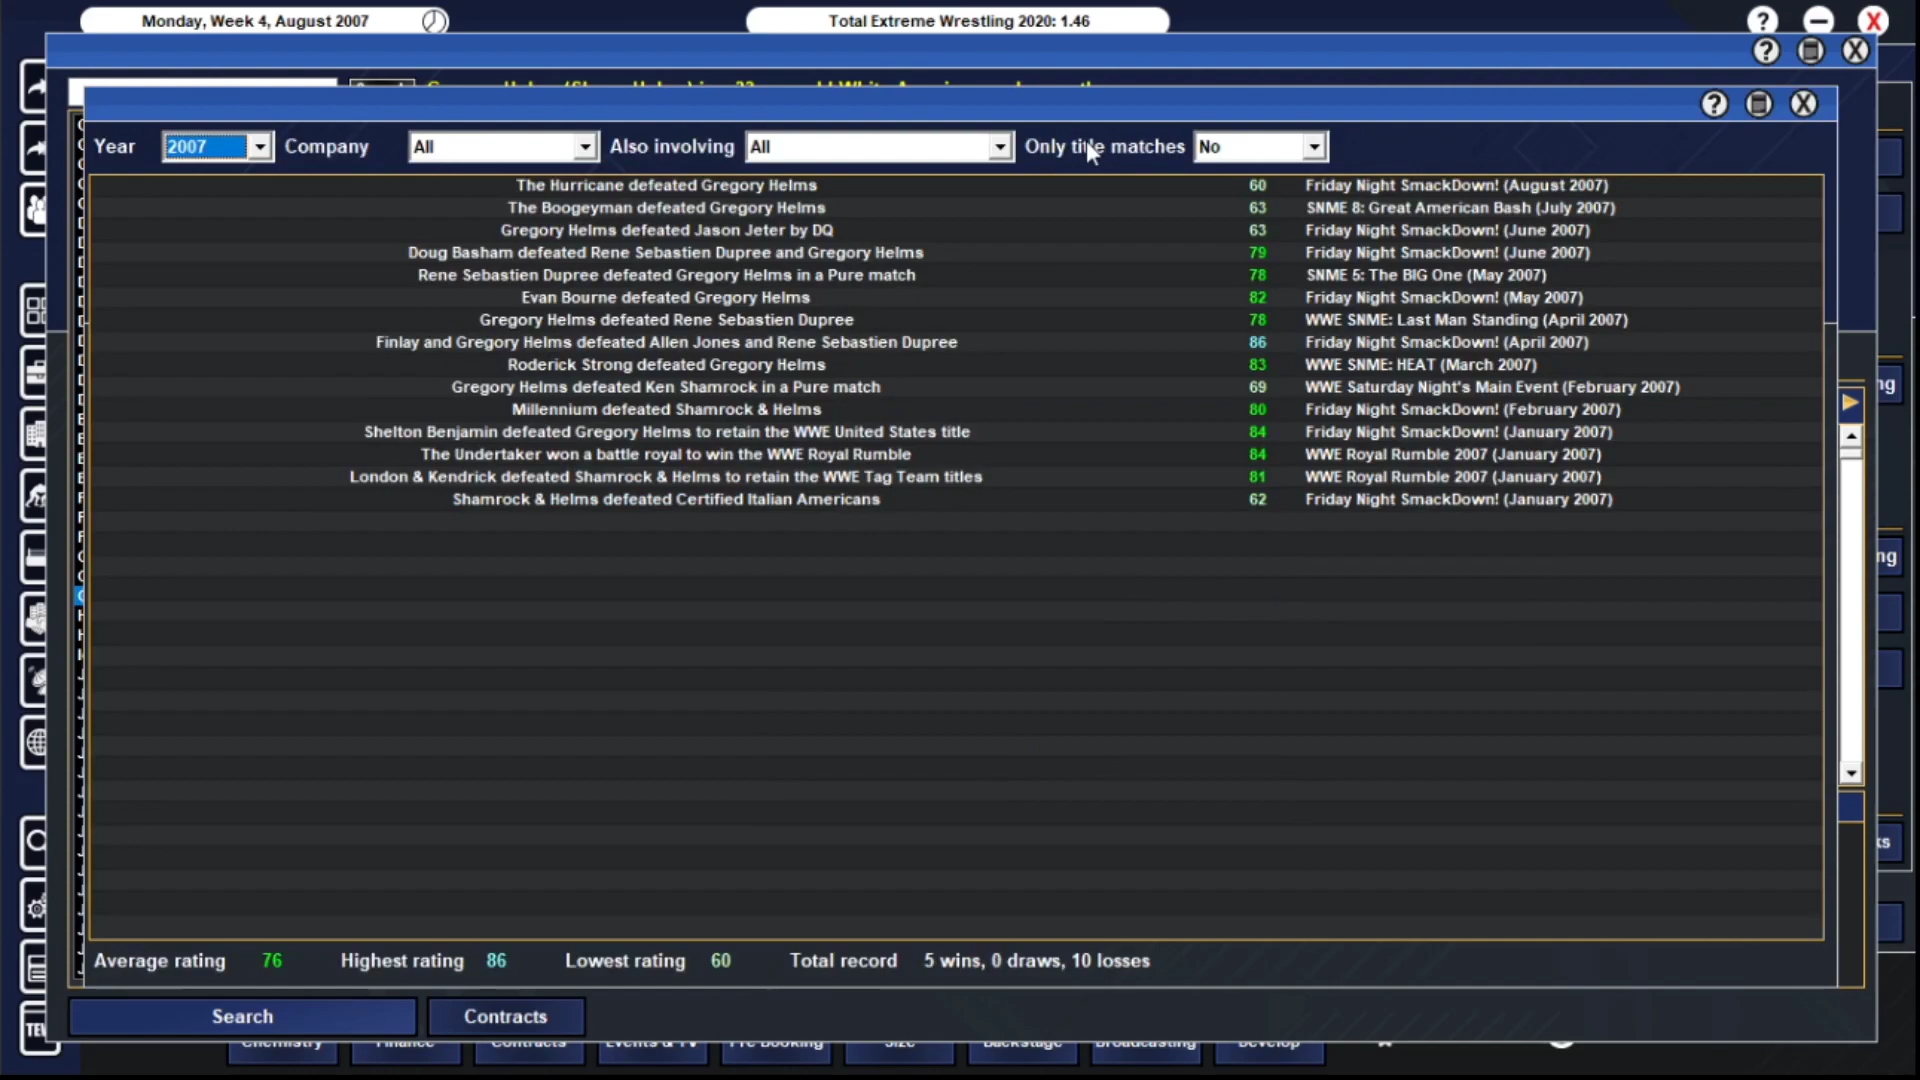 Monday, Week 4, August 2007
Total Extreme Wrestling 2020: 1.46
Year 2007 Company All Also involving All Only title matches No
The Hurricane defeated Gregory Helms 60 Friday Night SmackDown! (August 2007)
The Boogeyman defeated Gregory Helms 63 SNME 8: Great American Bash (July 2007)
Gregory Helms defeated Jason Jeter by DQ 63 Friday Night SmackDown! (June 2007)
Doug Basham defeated Rene Sebastien Dupree and Gregory Helms 79 Friday Night SmackDown! (June 2007)
Rene Sebastien Dupree defeated Gregory Helms in a Pure match 78 SNME 5: The BIG One (May 2007)
Evan Bourne defeated Gregory Helms 82 Friday Night SmackDown! (May 2007)
Gregory Helms defeated Rene Sebastien Dupree 78 WWE SNME: Last Man Standing (April 2007)
Finlay and Gregory Helms defeated Allen Jones and Rene Sebastien Dupree 86 Friday Night SmackDown! (April 2007)
Roderick Strong defeated Gregory Helms 83 WWE SNME: HEAT (March 2007)
Gregory Helms defeated Ken Shamrock in a Pure match 69 WWE Saturday Night's Main Event (February 2007)
Millennium defeated Shamrock & Helms 80 Friday Night SmackDown! (February 2007)
Shelton Benjamin defeated Gregory Helms to retain the WWE United States title 84 Friday Night SmackDown! (January 2007)
The Undertaker won a battle royal to win the WWE Royal Rumble 84 WWE Royal Rumble 2007 (January 2007)
London & Kendrick defeated Shamrock & Helms to retain the WWE Tag Team titles 81 WWE Royal Rumble 2007 (January 2007)
Shamrock & Helms defeated Certified Italian Americans 62 Friday Night SmackDown! (January 2007)
Average rating 76 Highest rating 86 Lowest rating 60 Total record 5 wins, 0 draws, 10 losses
Search Contracts
Chemistry Finance Contracts Events & TV Pre Booking Size Backstage Broadcasting Develop